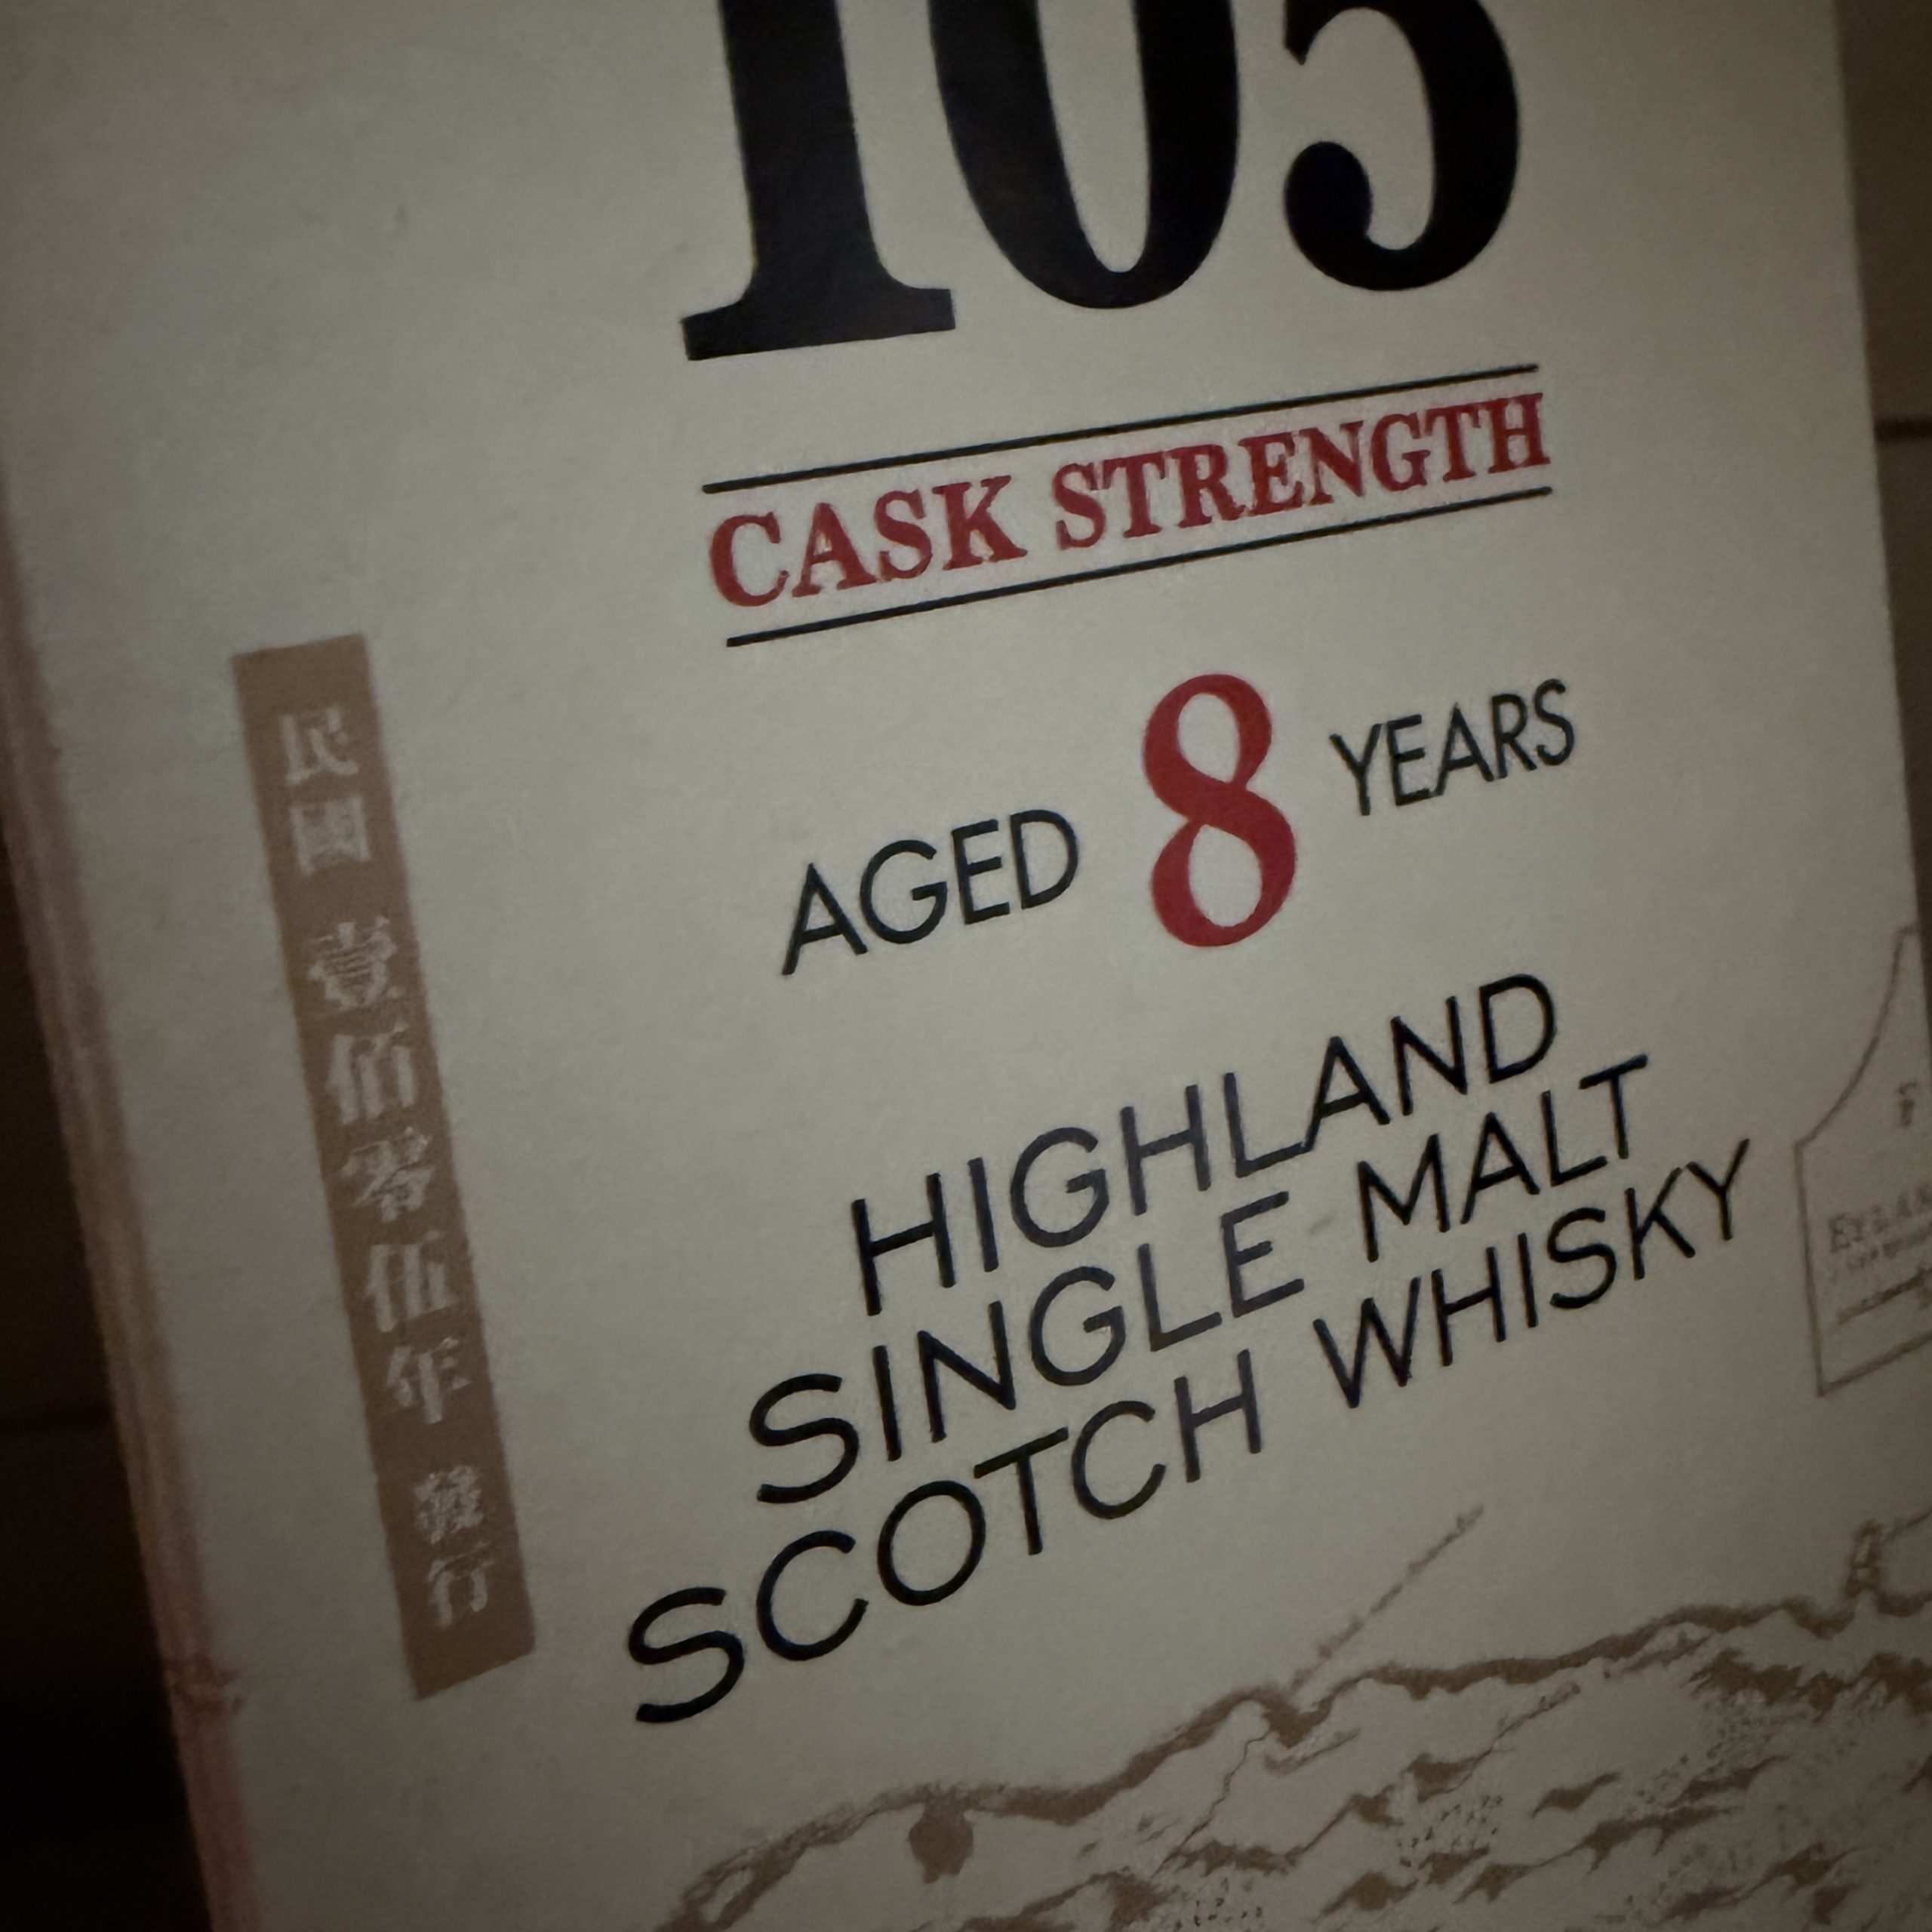 105
CASK STRENGTH
AGED 8 YEARS
HIGHLAND
SINGLE MALT
SCOTCH WHISKY
民國 壹佰零伍年 發行